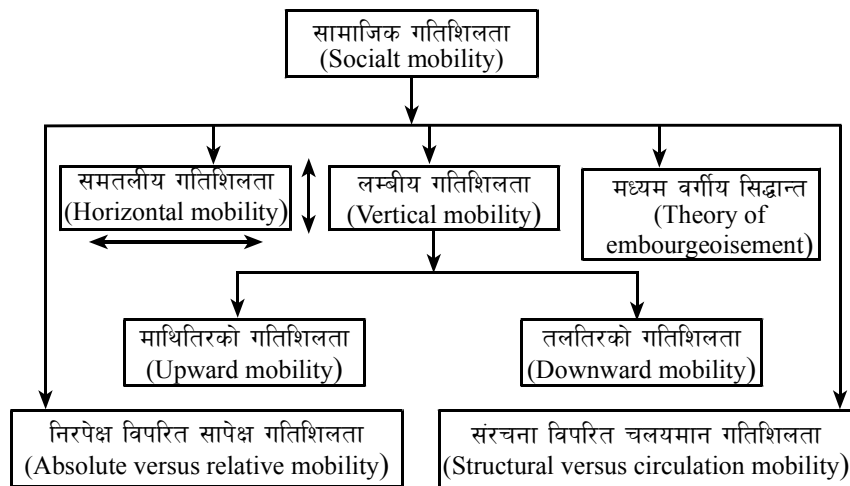 सामाजिक गतिशिलता
(Socialt mobility)
समतलीय गतिशिलता
(Horizontal mobility)
लम्बीय गतिशिलता
(Vertical mobility)
मध्यम वर्गीय सिद्धान्त
(Theory of
embourgeoisement)
माथितिरको गतिशिलता
(Upward mobility)
तलतिरको गतिशिलता
(Downward mobility)
निरपेक्ष विपरित सापेक्ष गतिशिलता
(Absolute versus relative mobility)
संरचना विपरित चलयमान गतिशिलता
(Structural versus circulation mobility)